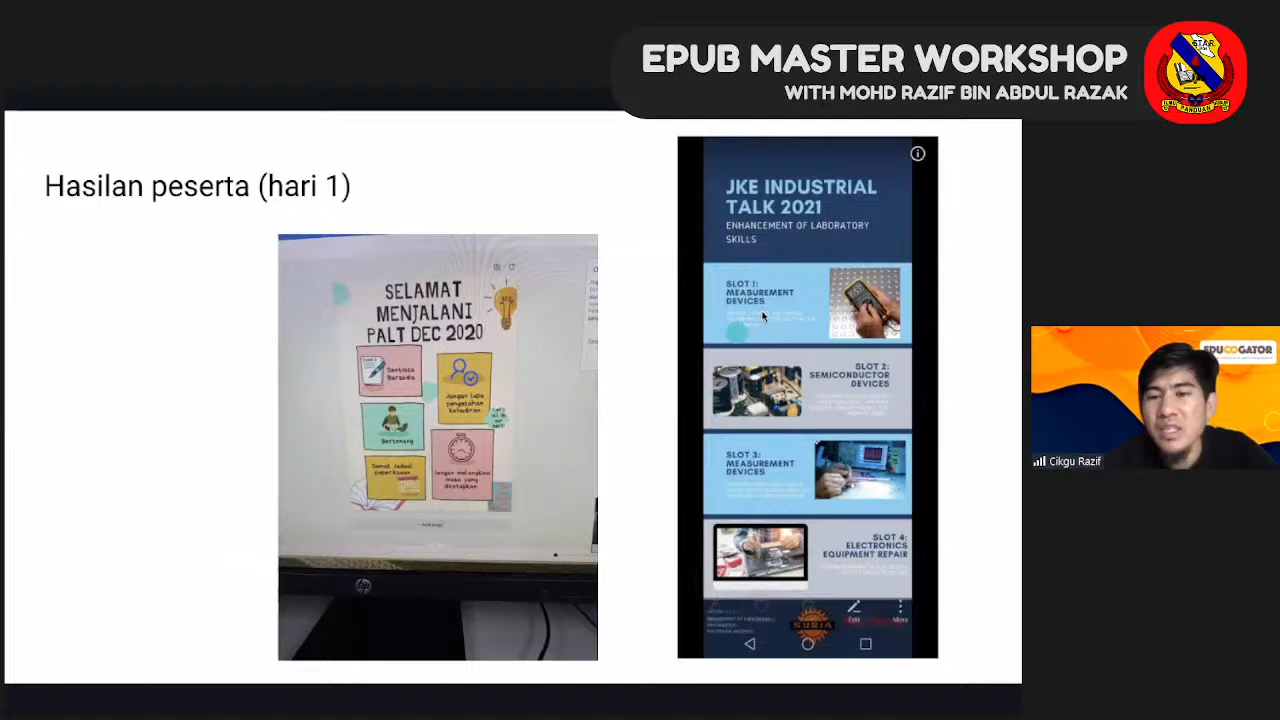 EPUB MASTER WORKSHOP
WITH MOHD RAZIF BIN ABDUL RAZAK
STAR
PANDUAN
Hasilan peserta (hari 1)
SELAMAT
MENJALANI
PALT DEC 2020
Sentiasa
Bersedia
Jangan lupa
pengesahan
kehadiran
Bertenang
Semak jadual
peperiksaan
Jangan melangkaui
masa yang
ditetapkan
JKE INDUSTRIAL
TALK 2021
ENHANCEMENT OF LABORATORY
SKILLS
SLOT 1:
MEASUREMENT
DEVICES
SLOT 2:
SEMICONDUCTOR
DEVICES
SLOT 3:
MEASUREMENT
DEVICES
SLOT 4:
ELECTRONICS
EQUIPMENT REPAIR
Edit
More
hp
EDUCOGATOR
Cikgu Razif